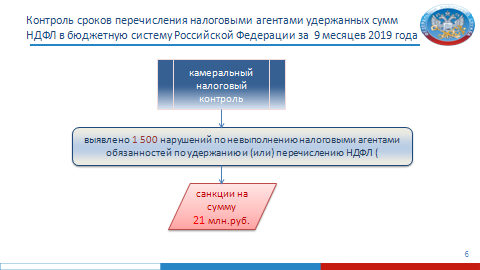 Контроль сроков перечисления налоговыми агентами удержанных сумм
НДФЛ в бюджетную систему Российской Федерации за 9 месяцев 2019 года
камеральный
налоговый
контроль
выявлено 1 500 нарушений по невыполнению налоговыми агентами
обязанностей по удержанию и (или) перечислению НДФЛ (
санкции на
сумму
21 млн.руб.
6